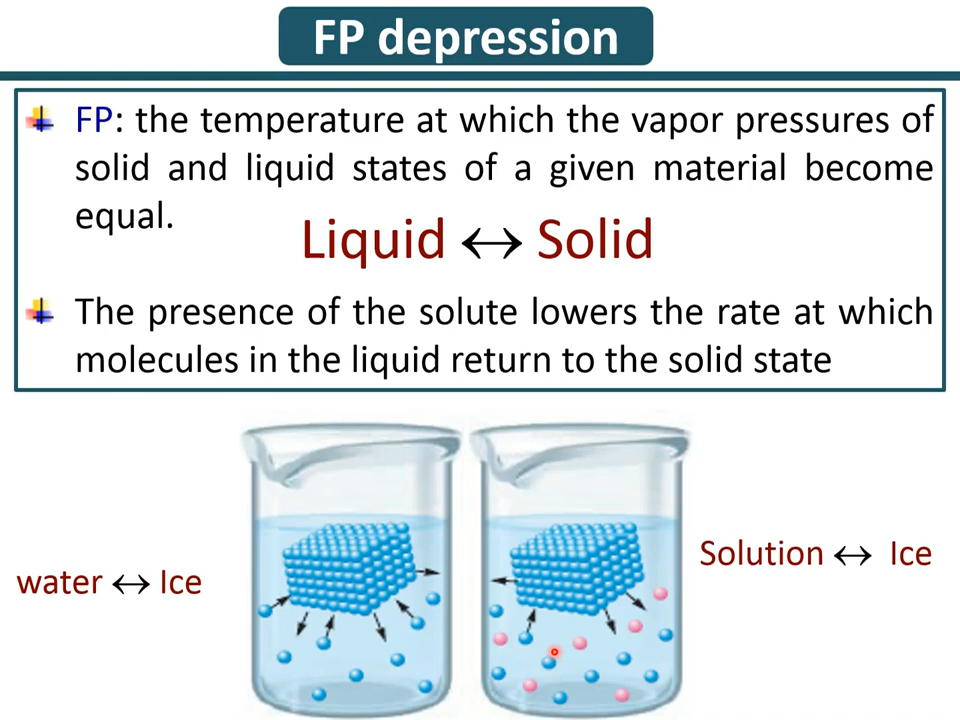 FP depression
FP: the temperature at which the vapor pressures of
solid and liquid states of a given material become
equal.
Liquid ↔ Solid
The presence of the solute lowers the rate at which
molecules in the liquid return to the solid state
Solution ↔ Ice
water ↔ Ice